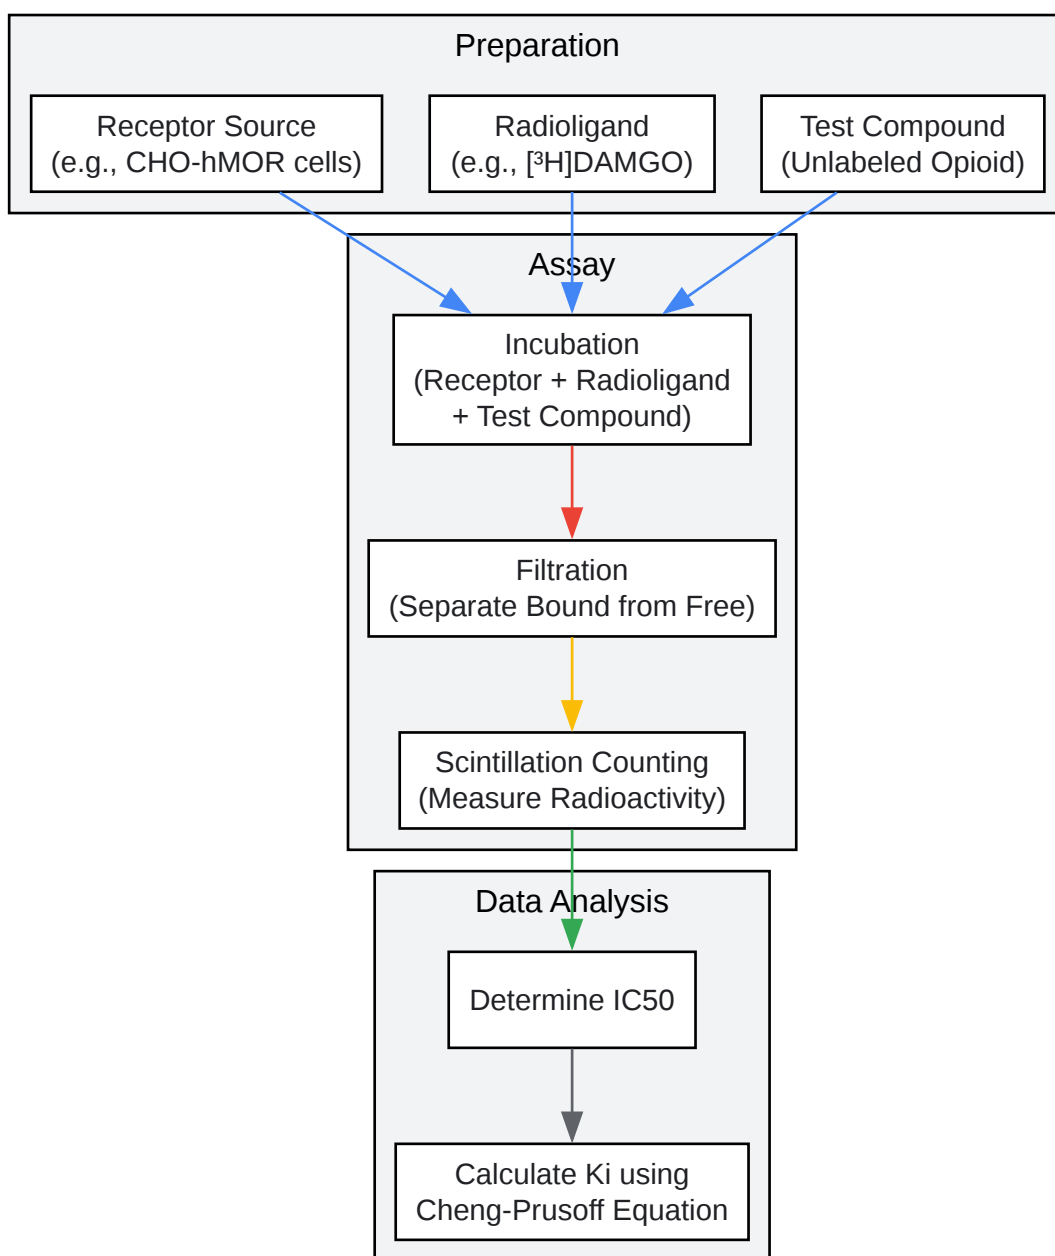 Preparation
Receptor Source
(e.g., CHO-hMOR cells)
Radioligand
(e.g., [³H]DAMGO)
Test Compound
(Unlabeled Opioid)
Assay
Incubation
(Receptor + Radioligand
+ Test Compound)
Filtration
(Separate Bound from Free)
Scintillation Counting
(Measure Radioactivity)
Data Analysis
Determine IC50
Calculate Ki using
Cheng-Prusoff Equation